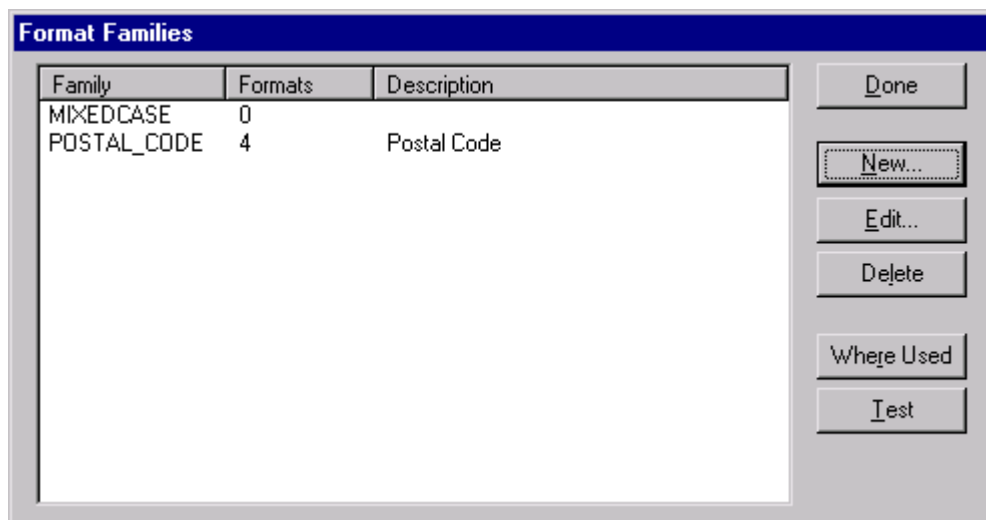 Format Families
Family Formats Description
MIXEDCASE 0
POSTAL_CODE 4 Postal Code
Done
New...
Edit...
Delete
Where Used
Test